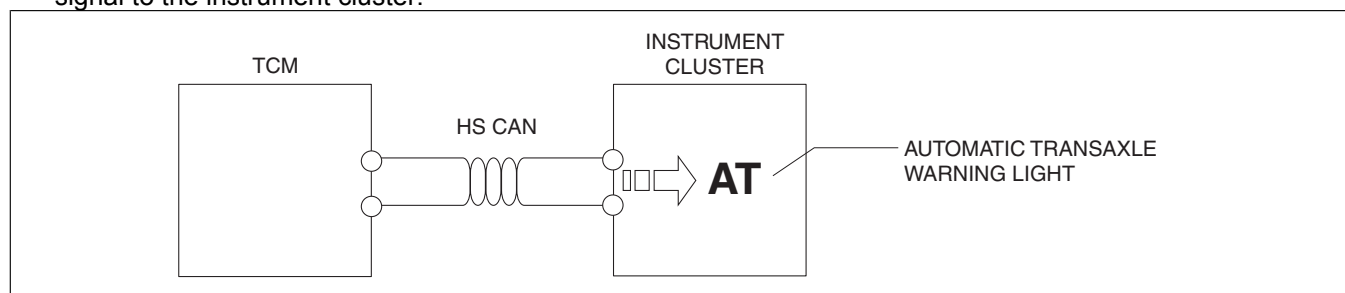 signal to the instrument cluster.
TCM
INSTRUMENT
CLUSTER
HS CAN
AT
AUTOMATIC TRANSAXLE
WARNING LIGHT